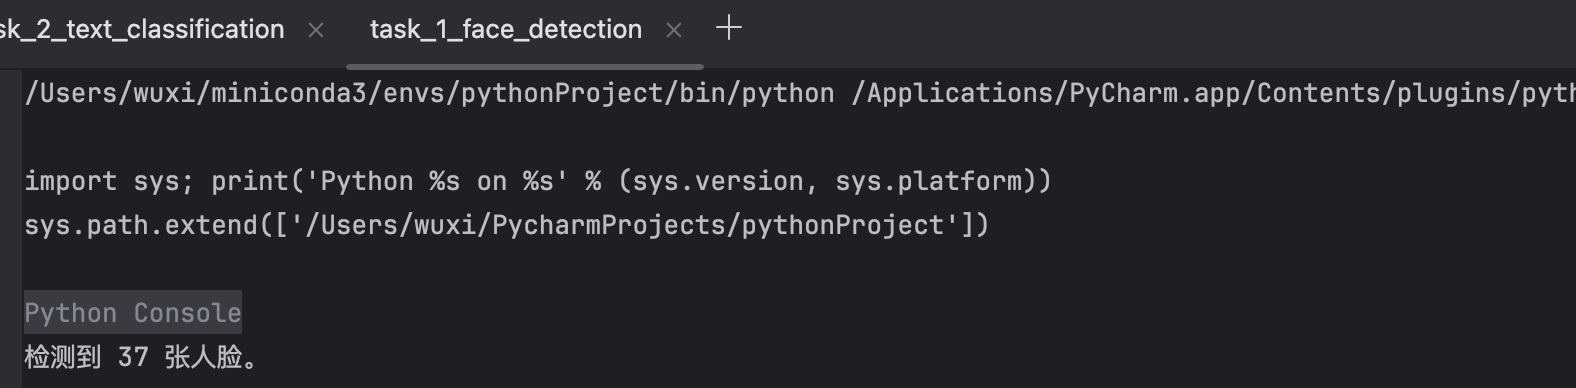 sk_2_text_classification × task_1_face_detection × +
/Users/wuxi/miniconda3/envs/pythonProject/bin/python /Applications/PyCharm.app/Contents/plugins/pyth
import sys; print('Python %s on %s' % (sys.version, sys.platform))
sys.path.extend(['/Users/wuxi/PycharmProjects/pythonProject'])
Python Console
检测到 37 张人脸。